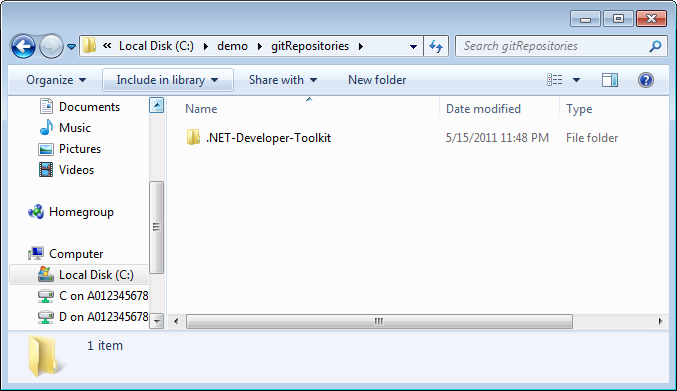 « Local Disk (C:) ▸ demo ▸ gitRepositories ▸
Search gitRepositories
Organize
Include in library
Share with
New folder
Documents
Music
Pictures
Videos
Homegroup
Computer
Local Disk (C:)
C on A012345678
D on A012345678
Name Date modified Type
.NET-Developer-Toolkit 5/15/2011 11:48 PM File folder
1 item